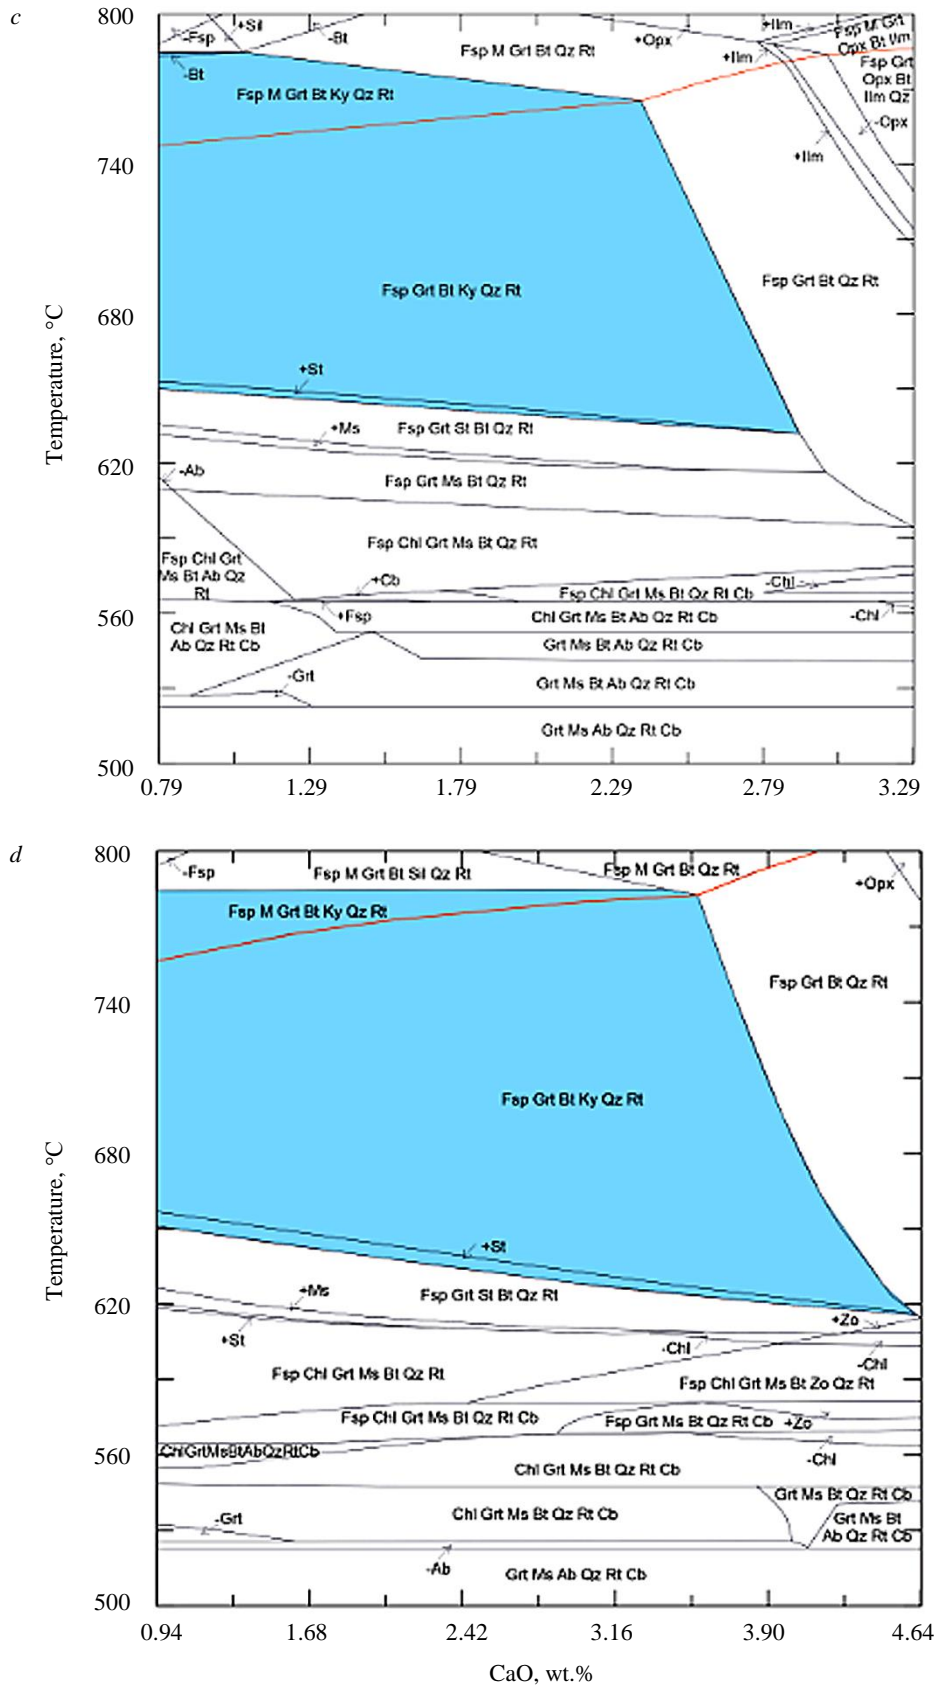 c
800
-Fsp
+Sil
-Bt
+Opx
+Ilm
Fsp M Grt
Opx Bt Ilm
Fsp M Grt Bt Qz Rt
+Ilm
Fsp Grt
Opx Bt
Ilm Qz
-Bt
Fsp M Grt Bt Ky Qz Rt
-Opx
740
+Ilm
Fsp Grt Bt Qz Rt
Fsp Grt Bt Ky Qz Rt
680
Temperature, °C
+St
+Ms
Fsp Grt St Bt Qz Rt
620
-Ab
Fsp Grt Ms Bt Qz Rt
Fsp Chl Grt Ms Bt Qz Rt
Fsp Chl Grt
Ms Bt Ab Qz
Rt
+Cb
-Chl
Fsp Chl Grt Ms Bt Qz Rt Cb
560
+Fsp
Chl Grt Ms Bt Ab Qz Rt Cb
-Chl
Chl Grt Ms Bt
Ab Qz Rt Cb
Grt Ms Bt Ab Qz Rt Cb
-Grt
Grt Ms Bt Ab Qz Rt Cb
Grt Ms Ab Qz Rt Cb
500
0.79 1.29 1.79 2.29 2.79 3.29
d
800
-Fsp
Fsp M Grt Bt Sil Qz Rt
Fsp M Grt Bt Qz Rt
+Opx
Fsp M Grt Bt Ky Qz Rt
Fsp Grt Bt Qz Rt
740
Fsp Grt Bt Ky Qz Rt
680
Temperature, °C
+St
+Ms
Fsp Grt St Bt Qz Rt
620
+Zo
+St
-Chl
-Chl
Fsp Chl Grt Ms Bt Qz Rt
Fsp Chl Grt Ms Bt Zo Qz Rt
Fsp Chl Grt Ms Bt Qz Rt Cb
Fsp Grt Ms Bt Qz Rt Cb
+Zo
ChlGrtMsBtAbQzRtCb
560
-Chl
Chl Grt Ms Bt Qz Rt Cb
Grt Ms Bt Qz Rt Cb
-Grt
Chl Grt Ms Bt Qz Rt Cb
Grt Ms Bt
Ab Qz Rt Cb
-Ab
Grt Ms Ab Qz Rt Cb
500
0.94 1.68 2.42 3.16 3.90 4.64
CaO, wt.%